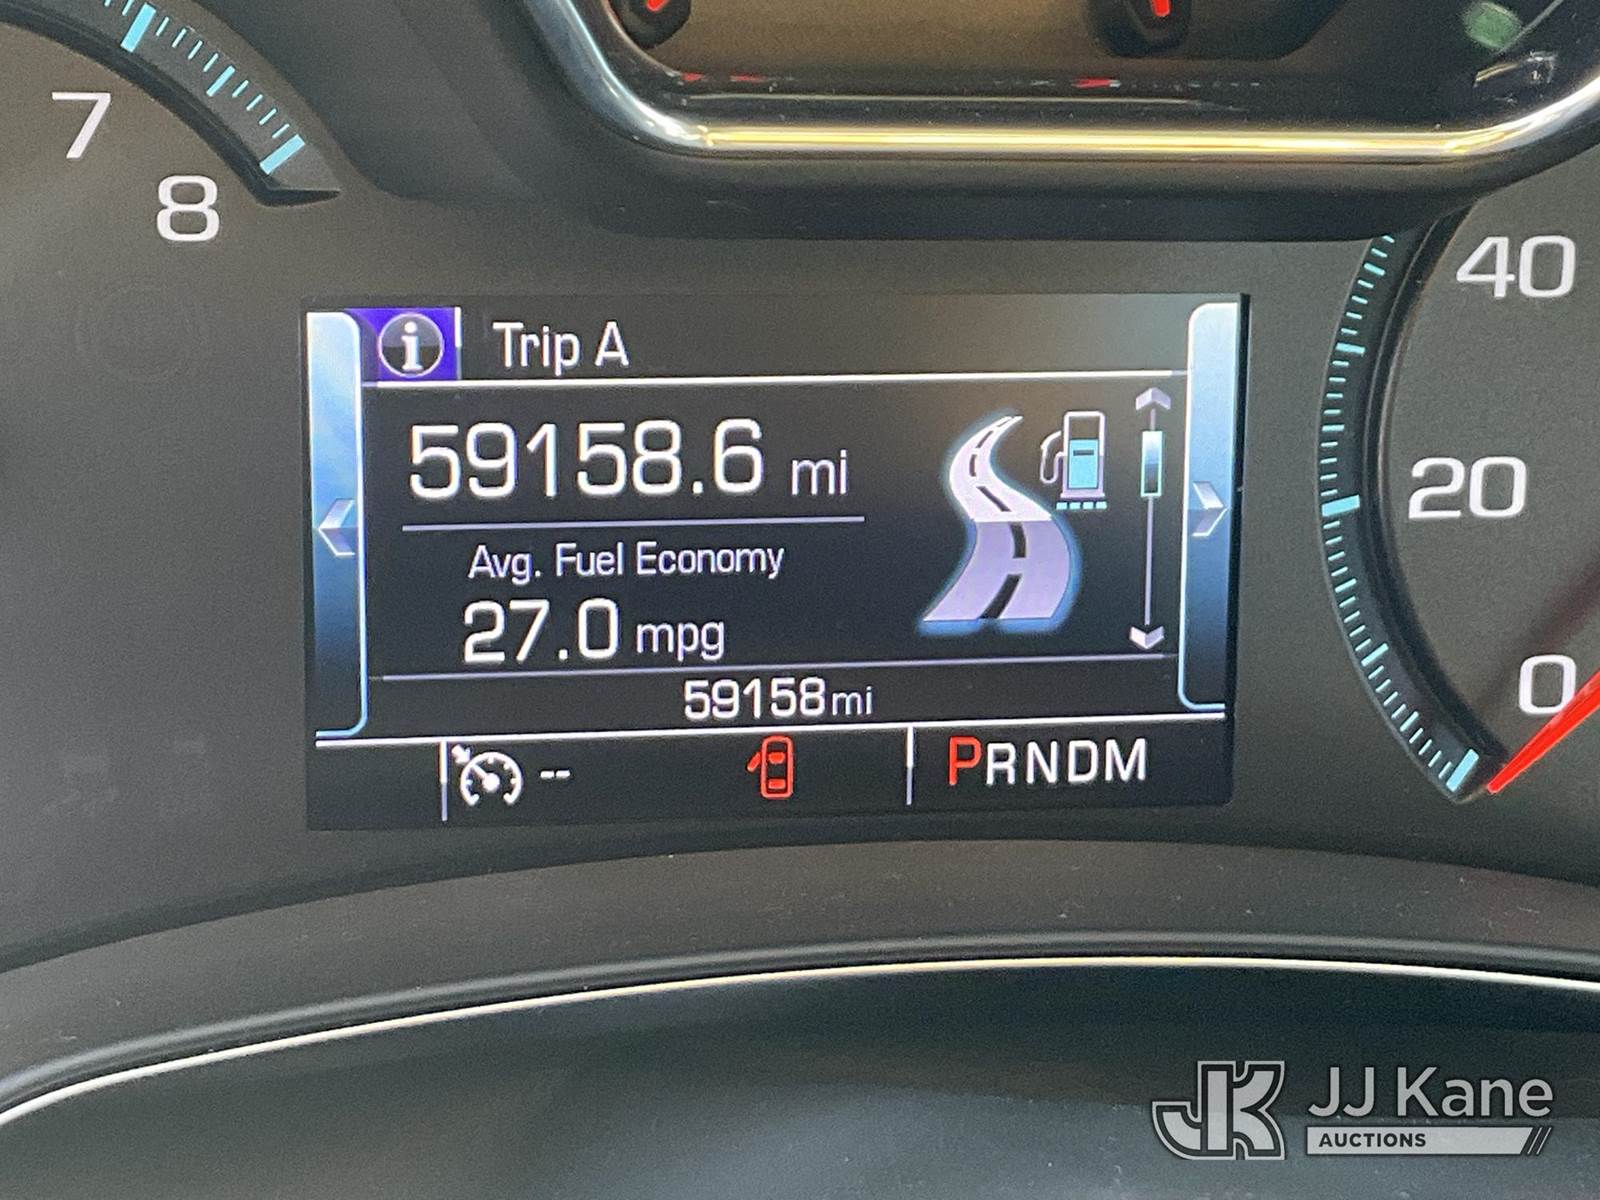 7
8
40
20
0
i Trip A
59158.6 mi
Avg. Fuel Economy
27.0 mpg
59158mi
-- PRNDM
JK JJ Kane
AUCTIONS